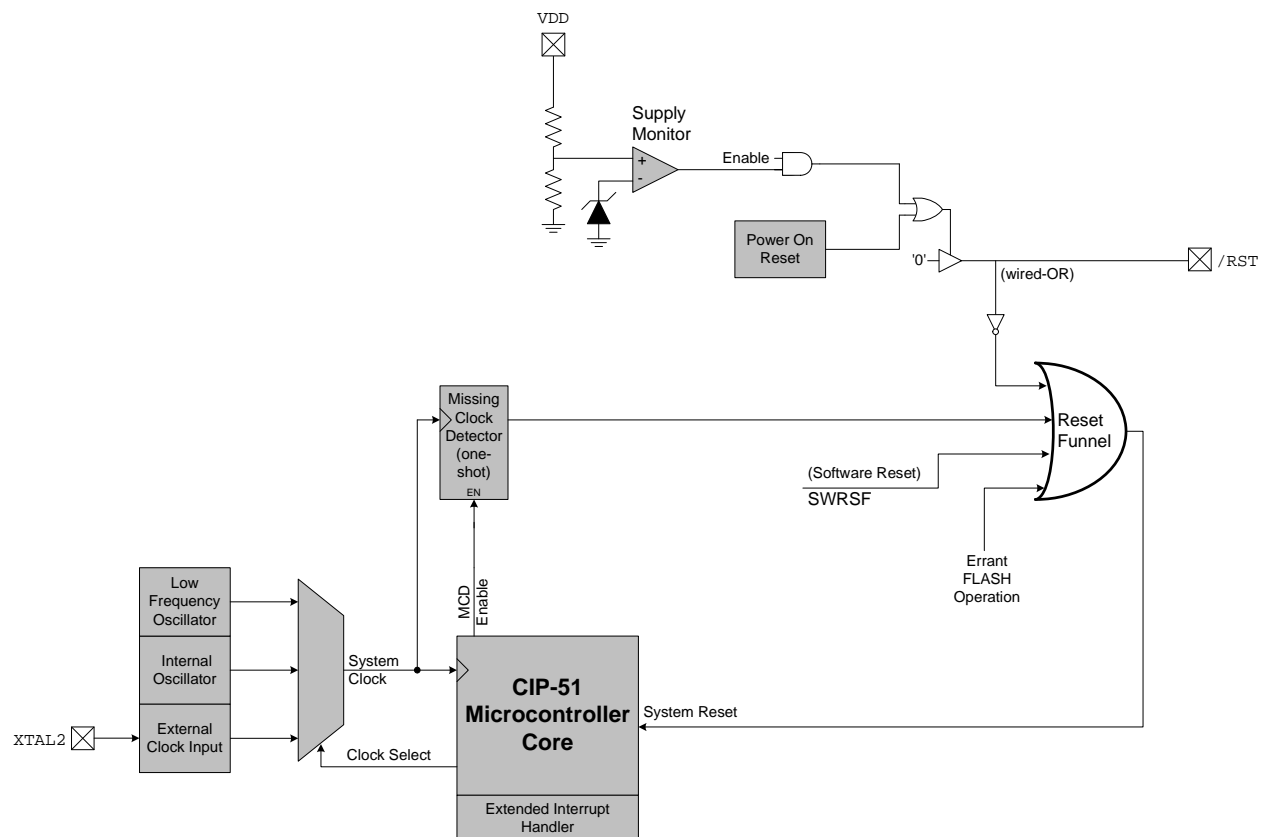 VDD
Supply
Monitor
+
-
Enable
Power On
Reset
'0'
(wired-OR)
/RST
Missing
Clock
Detector
(one-
shot)
EN
Reset
Funnel
(Software Reset)
SWRSF
Errant
FLASH
Operation
Low
Frequency
Oscillator
Internal
Oscillator
External
Clock Input
XTAL2
System
Clock
MCD
Enable
Clock Select
CIP-51
Microcontroller
Core
System Reset
Extended Interrupt
Handler